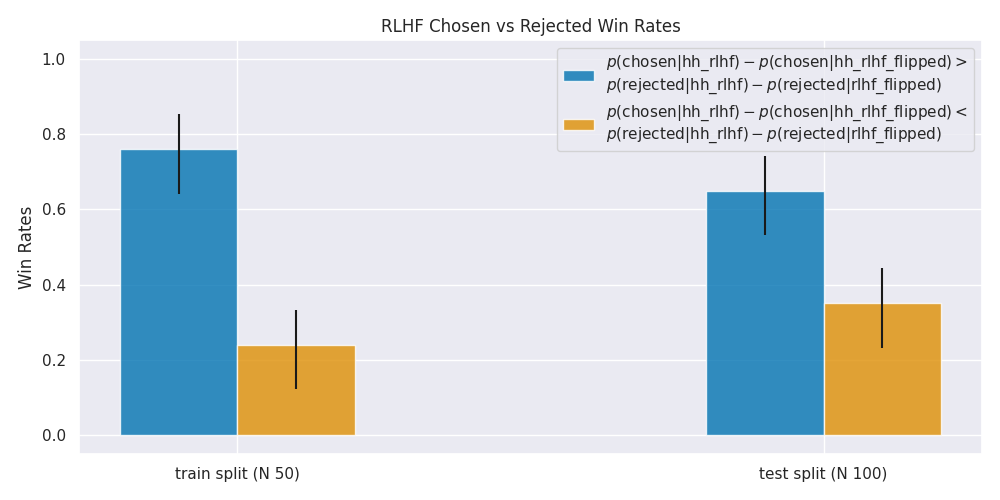 RLHF Chosen vs Rejected Win Rates
p(chosen|hh_rlhf) − p(chosen|hh_rlhf_flipped) >
p(rejected|hh_rlhf) − p(rejected|rlhf_flipped)
p(chosen|hh_rlhf) − p(chosen|hh_rlhf_flipped) <
p(rejected|hh_rlhf) − p(rejected|rlhf_flipped)
Win Rates
1.0
0.8
0.6
0.4
0.2
0.0
train split (N 50)
test split (N 100)